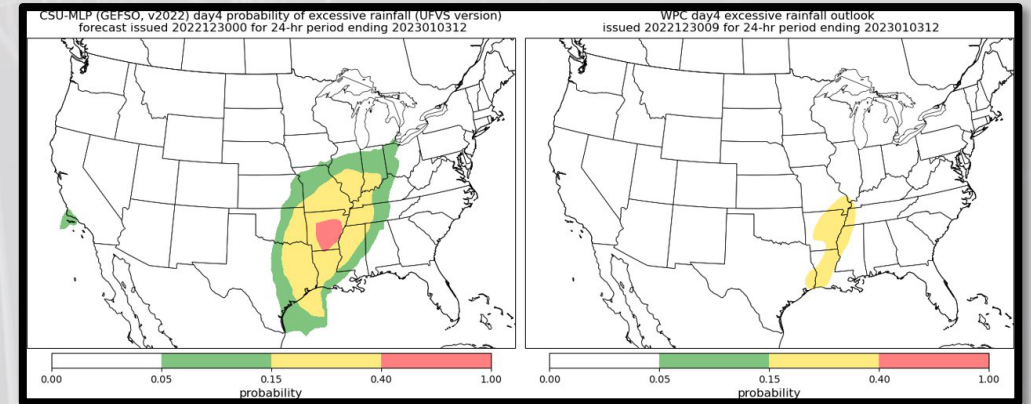 CSU-MLP (GEFSO, v2022) day4 probability of excessive rainfall (UFVS version)
forecast issued 2022123000 for 24-hr period ending 2023010312
0.00 0.05 0.15 0.40 1.00
probability
WPC day4 excessive rainfall outlook
issued 2022123009 for 24-hr period ending 2023010312
0.00 0.05 0.15 0.40 1.00
probability